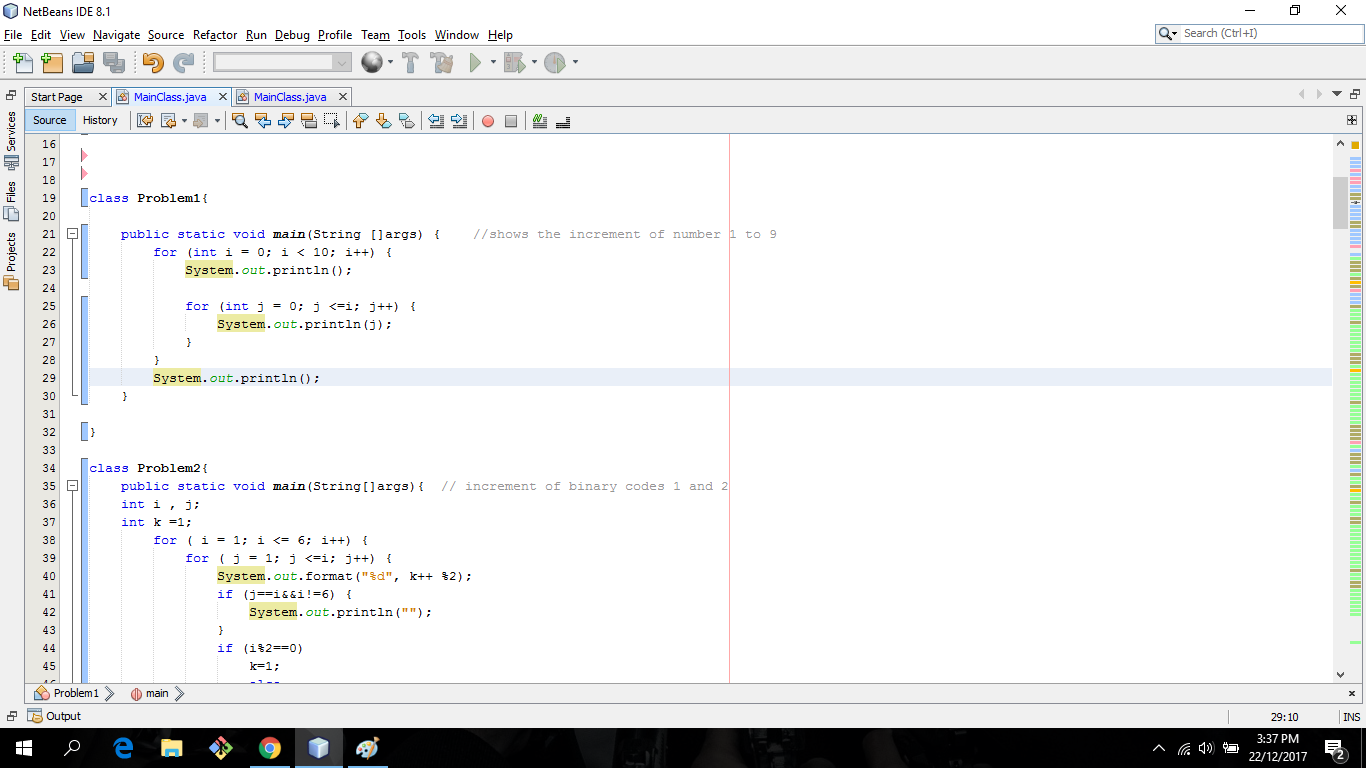 NetBeans IDE 8.1
File Edit View Navigate Source Refactor Run Debug Profile Team Tools Window Help
Search (Ctrl+I)
Start Page MainClass.java MainClass.java
Source History
Services
Files
Projects
16
17
18
19 class Problem1{
20
21 public static void main(String []args) { //shows the increment of number 1 to 9
22 for (int i = 0; i < 10; i++) {
23 System.out.println();
24
25 for (int j = 0; j <=i; j++) {
26 System.out.println(j);
27 }
28 }
29 System.out.println();
30 }
31
32 }
33
34 class Problem2{
35 public static void main(String[]args){ // increment of binary codes 1 and 2
36 int i , j;
37 int k =1;
38 for ( i = 1; i <= 6; i++) {
39 for ( j = 1; j <=i; j++) {
40 System.out.format("%d", k++ %2);
41 if (j==i&&i!=6) {
42 System.out.println("");
43 }
44 if (i%2==0)
45 k=1;
Problem1 main
Output
29:10 INS
3:37 PM
22/12/2017
2